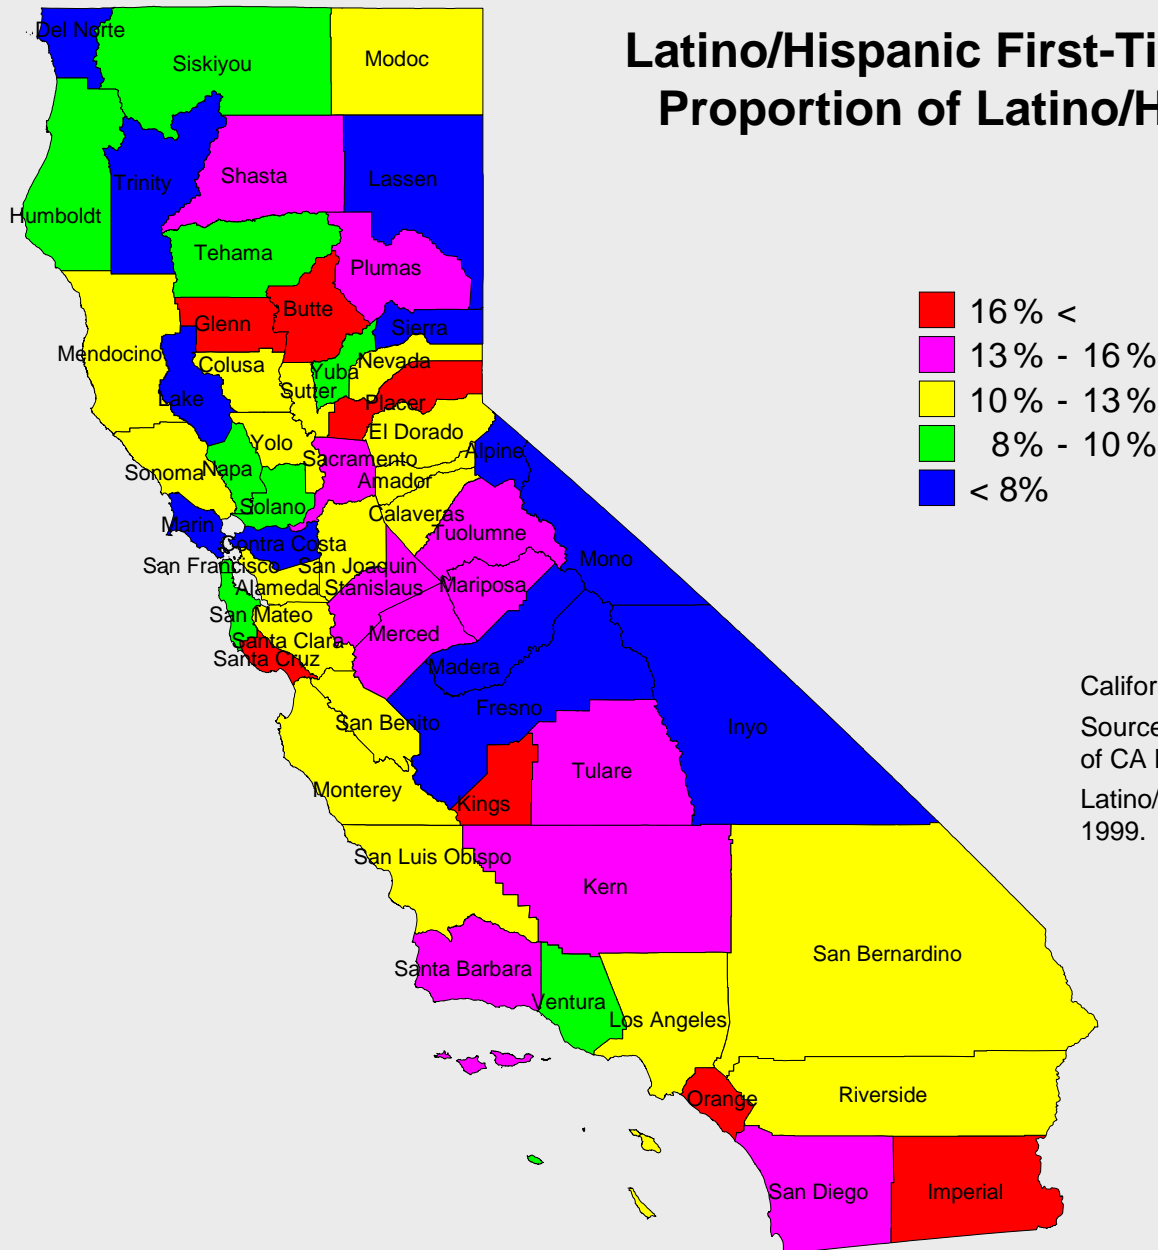 Latino/Hispanic First-Ti
Proportion of Latino/H
16% <
13% - 16%
10% - 13%
8% - 10%
< 8%
Del Norte
Siskiyou
Modoc
Trinity
Shasta
Lassen
Humboldt
Tehama
Plumas
Glenn
Butte
Sierra
Mendocino
Colusa
Yuba
Nevada
Lake
Sutter
Placer
Yolo
El Dorado
Sonoma
Napa
Sacramento
Alpine
Amador
Solano
Calaveras
Marin
Contra Costa
Tuolumne
Mono
San Francisco
San Joaquin
Alameda
Stanislaus
Mariposa
San Mateo
Santa Clara
Merced
Santa Cruz
Madera
San Benito
Fresno
Inyo
Tulare
Monterey
Kings
San Luis Obispo
Kern
San Bernardino
Santa Barbara
Ventura
Los Angeles
Orange
Riverside
San Diego
Imperial
Califor
Source
of CA
Latino/
1999.